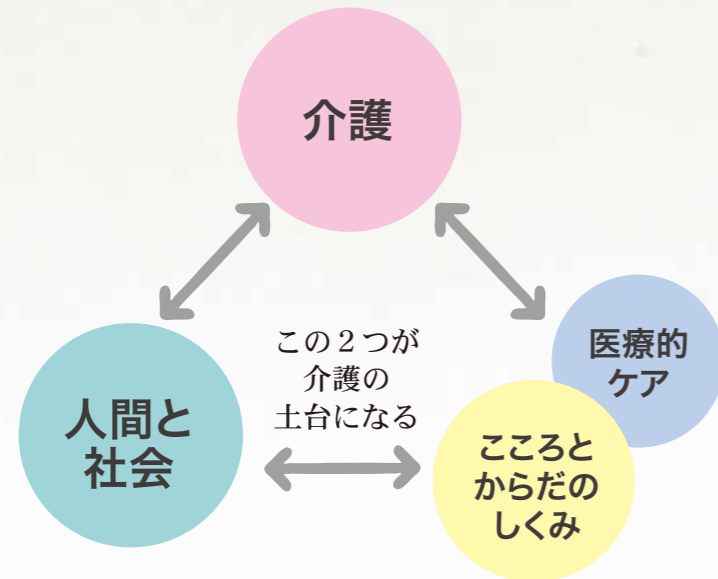 介護
この２つが
介護の
土台になる
人間と
社会
医療的
ケア
こころと
からだの
しくみ